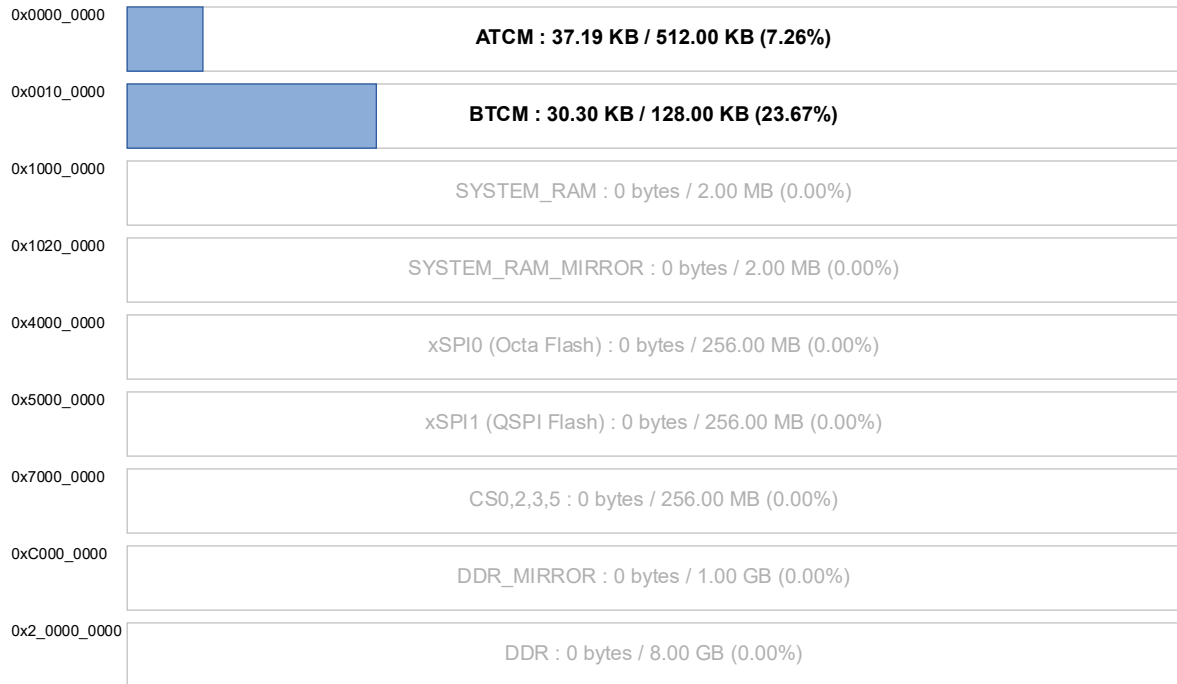 0x0000_0000
ATCM : 37.19 KB / 512.00 KB (7.26%)
0x0010_0000
BTCM : 30.30 KB / 128.00 KB (23.67%)
0x1000_0000
SYSTEM_RAM : 0 bytes / 2.00 MB (0.00%)
0x1020_0000
SYSTEM_RAM_MIRROR : 0 bytes / 2.00 MB (0.00%)
0x4000_0000
xSPI0 (Octa Flash) : 0 bytes / 256.00 MB (0.00%)
0x5000_0000
xSPI1 (QSPI Flash) : 0 bytes / 256.00 MB (0.00%)
0x7000_0000
CS0,2,3,5 : 0 bytes / 256.00 MB (0.00%)
0xC000_0000
DDR_MIRROR : 0 bytes / 1.00 GB (0.00%)
0x2_0000_0000
DDR : 0 bytes / 8.00 GB (0.00%)